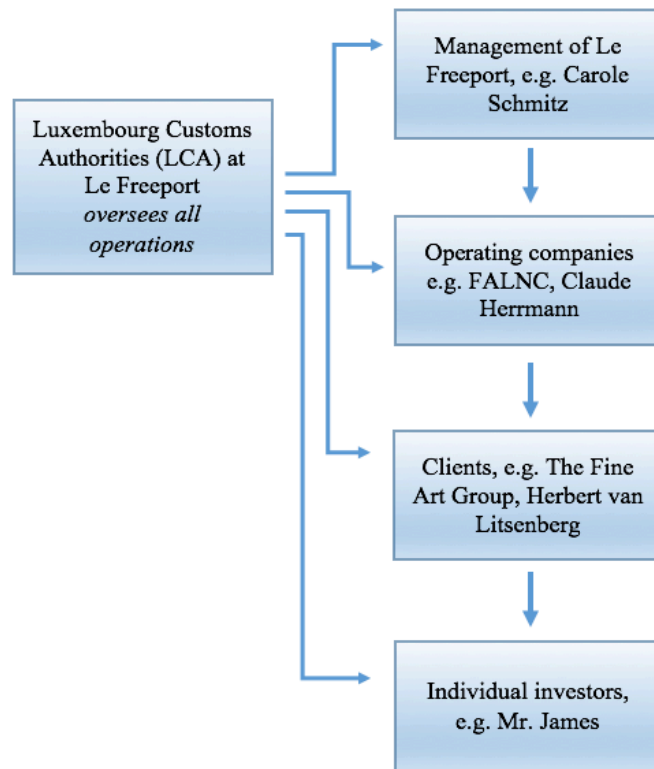 Management of Le
Freeport, e.g. Carole
Schmitz
Luxembourg Customs
Authorities (LCA) at
Le Freeport
oversees all
operations
Operating companies
e.g. FALNC, Claude
Herrmann
Clients, e.g. The Fine
Art Group, Herbert van
Litsenberg
Individual investors,
e.g. Mr. James